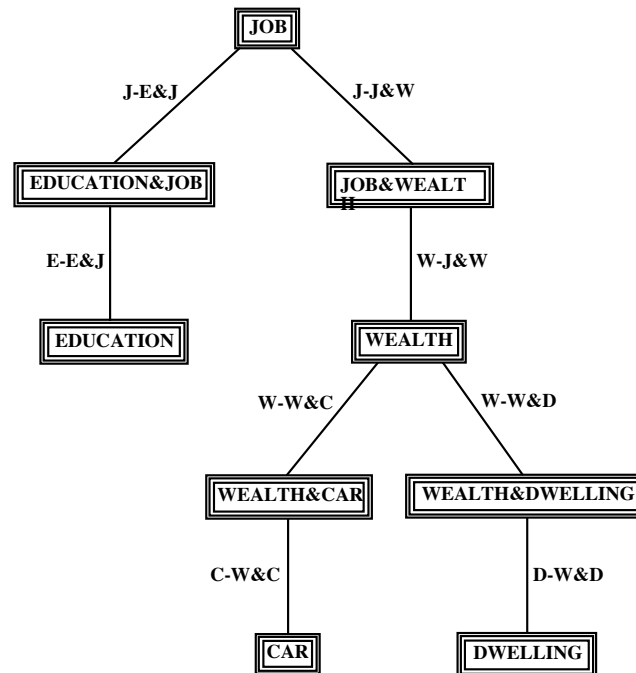 JOB
J-E&J
J-J&W
EDUCATION&JOB
JOB&WEALT
H
E-E&J
W-J&W
EDUCATION
WEALTH
W-W&C
W-W&D
WEALTH&CAR
WEALTH&DWELLING
C-W&C
D-W&D
CAR
DWELLING